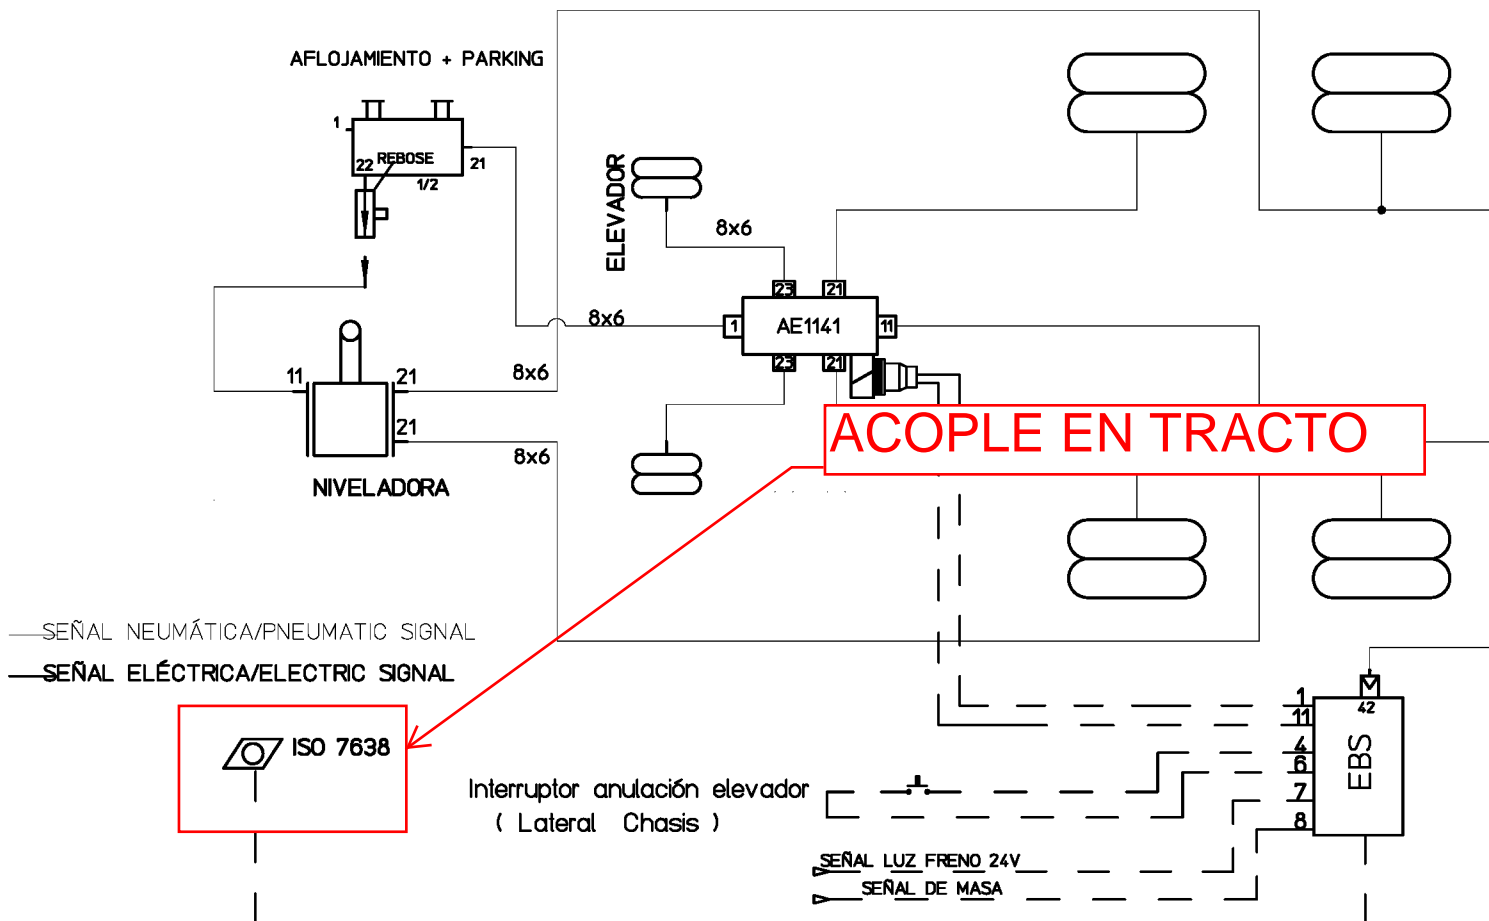 AFLOJAMIENTO + PARKING
1
22
REBOSE
21
1/2
ELEVADOR
8x6
23
21
8x6
1
AE1141
11
23
21
11
21
8x6
21
8x6
NIVELADORA
ACOPLE EN TRACTO
SEÑAL NEUMÁTICA/PNEUMATIC SIGNAL
SEÑAL ELÉCTRICA/ELECTRIC SIGNAL
ISO 7638
1
42
11
4
EBS
6
7
8
Interruptor anulación elevador
( Lateral Chasis )
SEÑAL LUZ FRENO 24V
SEÑAL DE MASA